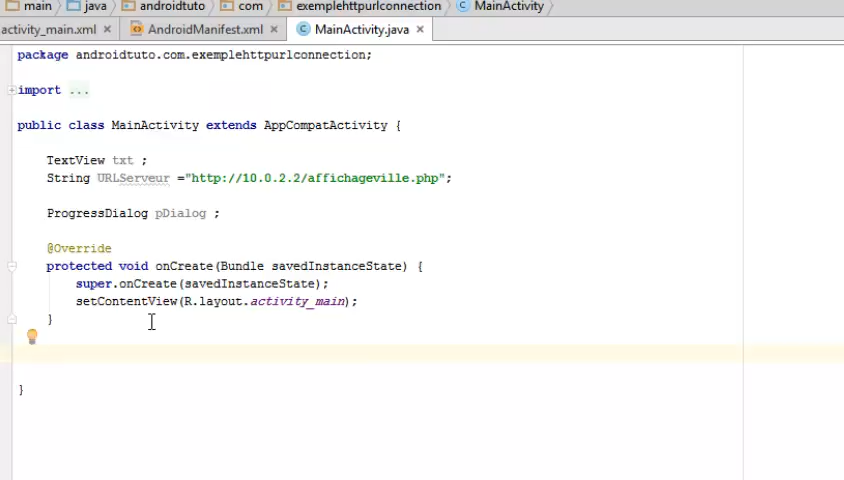 main java androidtuto com exemplehttpurlconnection MainActivity
activity_main.xml AndroidManifest.xml MainActivity.java
package androidtuto.com.exemplehttpurlconnection;
import ...
public class MainActivity extends AppCompatActivity {
TextView txt ;
String URLServeur ="http://10.0.2.2/affichageville.php";
ProgressDialog pDialog ;
@Override
protected void onCreate(Bundle savedInstanceState) {
super.onCreate(savedInstanceState);
setContentView(R.layout.activity_main);
}
}